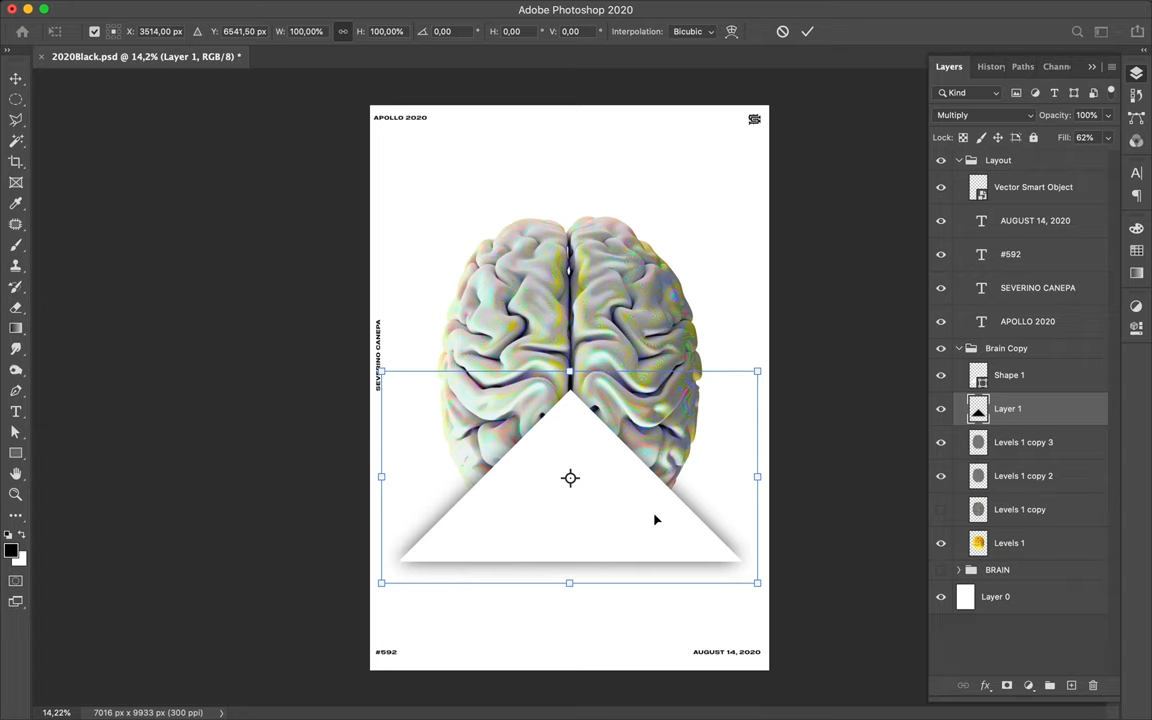 Adobe Photoshop 2020
X: 3514,00 px Y: 6541,50 px W: 100,00% H: 100,00% 0,00 ° H: 0,00 ° V: 0,00 ° Interpolation: Bicubic
2020Black.psd @ 14,2% (Layer 1, RGB/8) *
Layers History Paths Chann
Kind
Multiply Opacity: 100%
Lock: Fill: 62%
Layout
Vector Smart Object
AUGUST 14, 2020
#592
SEVERINO CANEPA
APOLLO 2020
Brain Copy
Shape 1
Layer 1
Levels 1 copy 3
Levels 1 copy 2
Levels 1 copy
Levels 1
BRAIN
Layer 0
APOLLO 2020
SEVERINO CANEPA
#592
AUGUST 14, 2020
14,22% 7016 px x 9933 px (300 ppi)